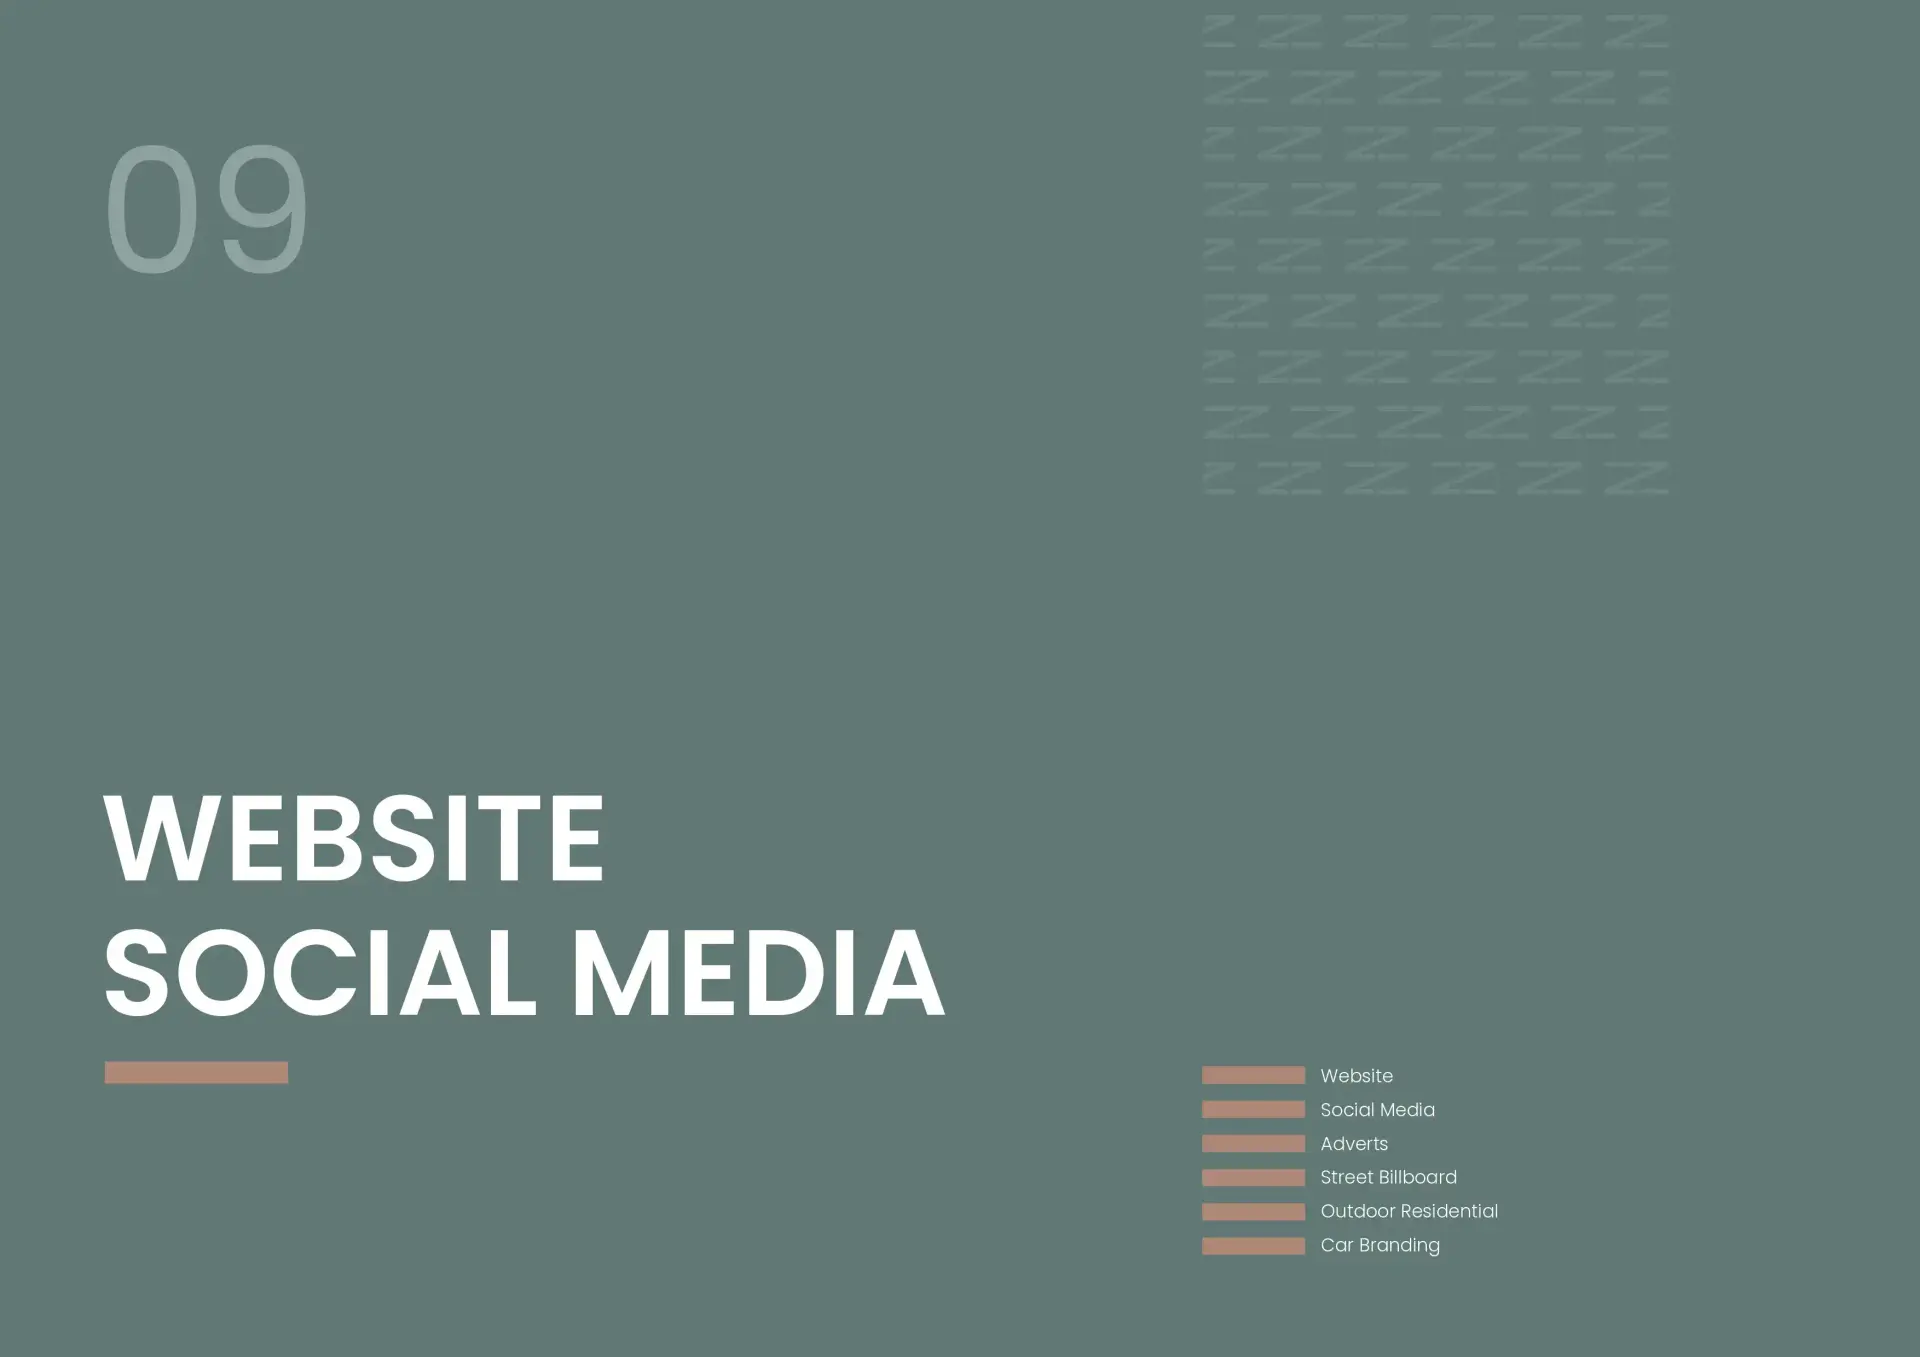 09
WEBSITE
SOCIAL MEDIA
Website
Social Media
Adverts
Street Billboard
Outdoor Residential
Car Branding